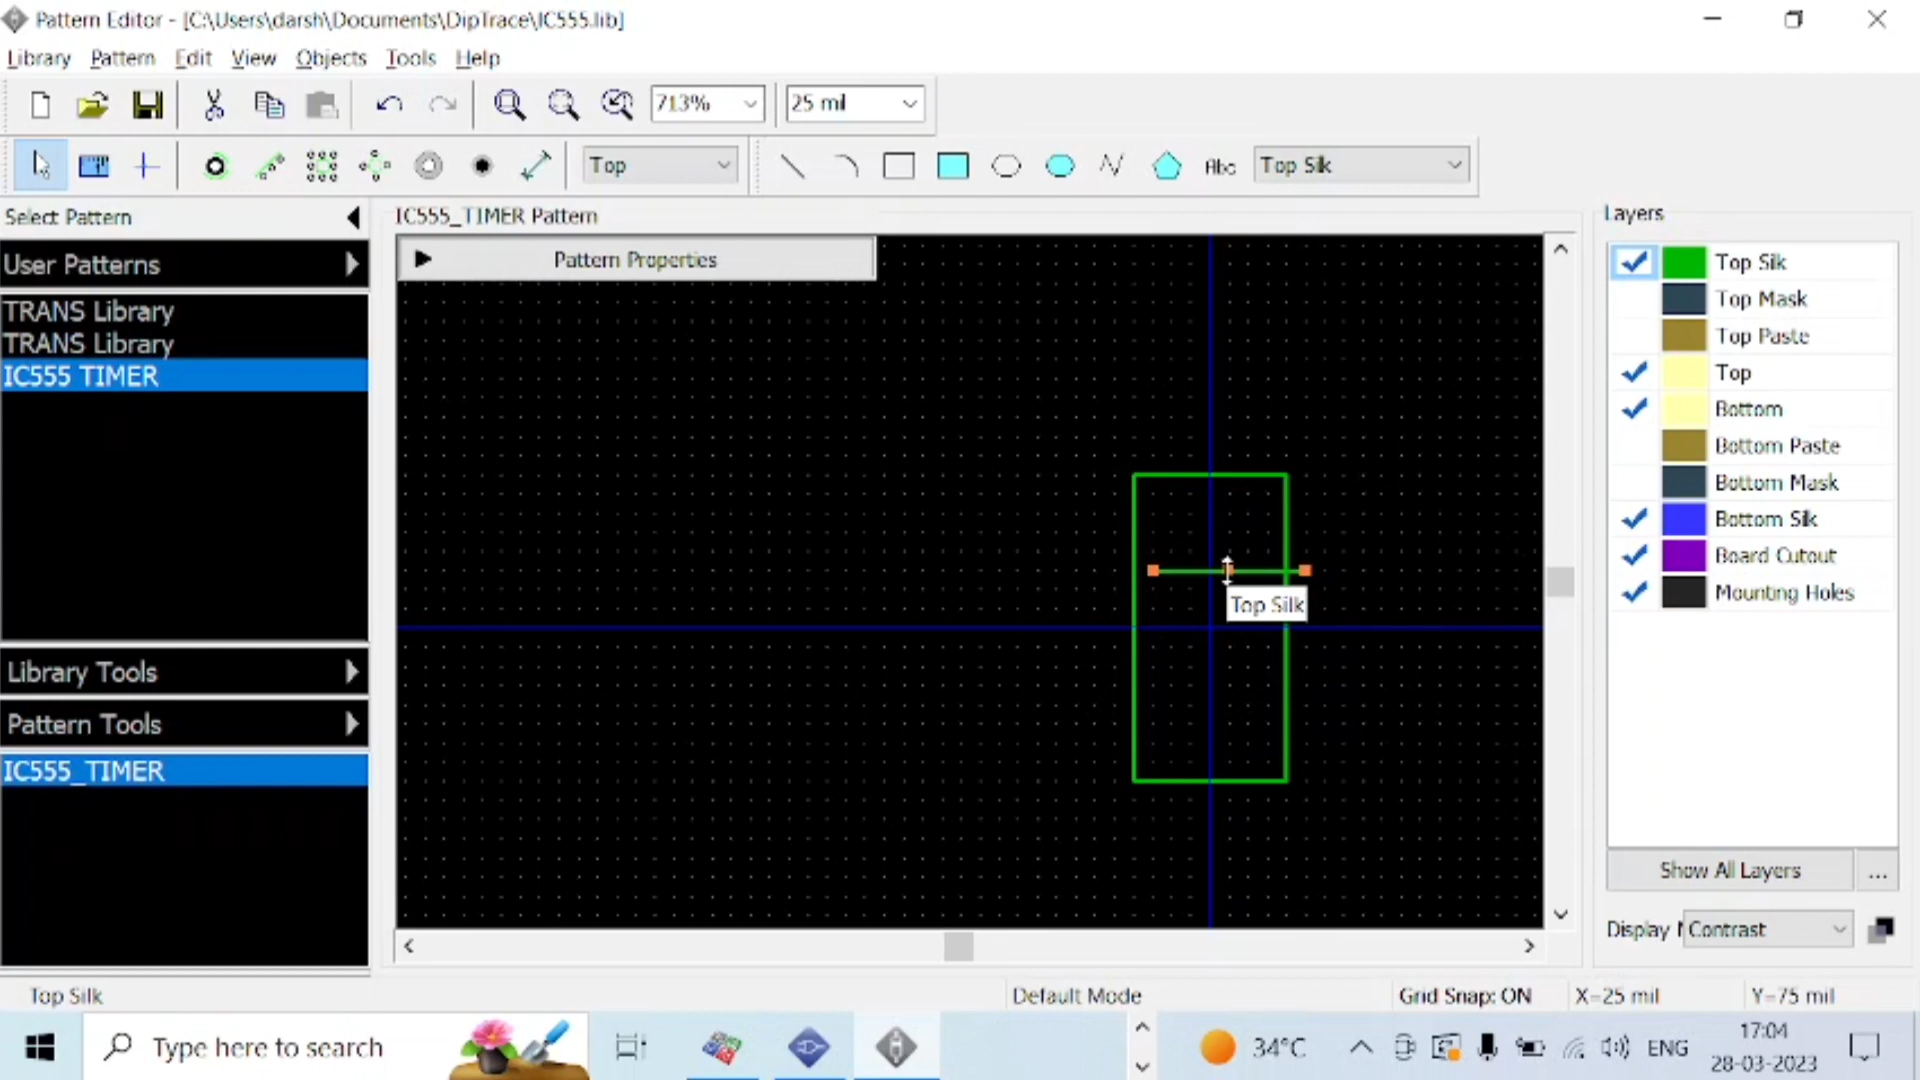 Pattern Editor - [C:\Users\darsh\Documents\DipTrace\IC555.lib]
Library Pattern Edit View Objects Tools Help
713% 25 mil
Top Abc Top Silk
Select Pattern
User Patterns
TRANS Library
TRANS Library
IC555 TIMER
Library Tools
Pattern Tools
IC555_TIMER
IC555_TIMER Pattern
Pattern Properties
Top Silk
Layers
Top Silk
Top Mask
Top Paste
Top
Bottom
Bottom Paste
Bottom Mask
Bottom Silk
Board Cutout
Mounting Holes
Show All Layers ...
Display Contrast
Top Silk Default Mode Grid Snap: ON X=25 mil Y=75 mil
Type here to search 34°C ENG 17:04
28-03-2023